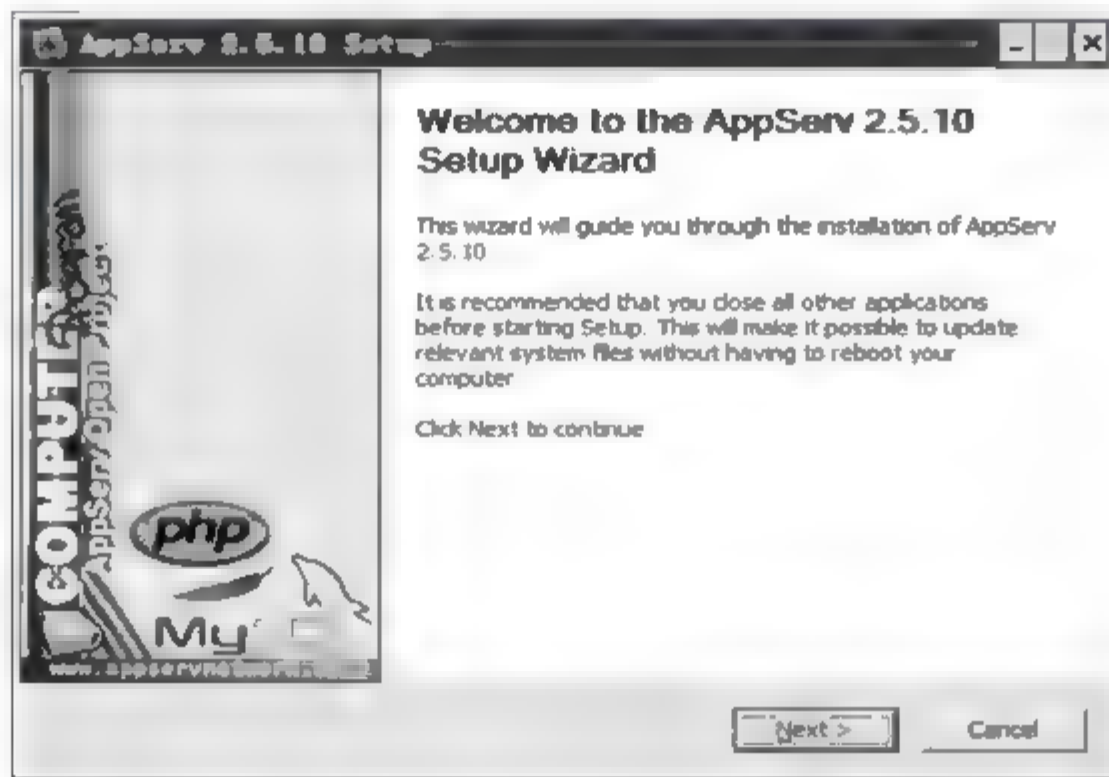 AppServ 2.5.10 Setup
Welcome to the AppServ 2.5.10
Setup Wizard
This wizard will guide you through the installation of AppServ
2.5.10
It is recommended that you close all other applications
before starting Setup. This will make it possible to update
relevant system files without having to reboot your
computer
Click Next to continue
COMPUTER
AppServ Open Project
php
My
Next >
Cancel